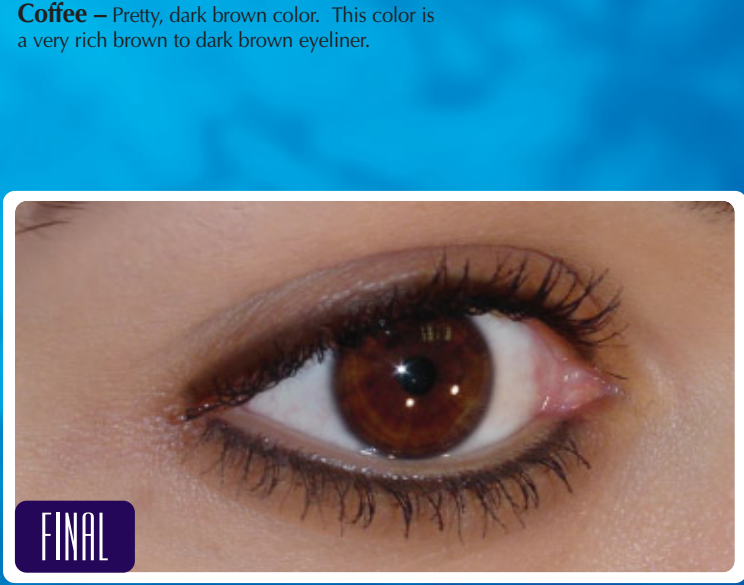 Coffee – Pretty, dark brown color. This color is
a very rich brown to dark brown eyeliner.
FINAL